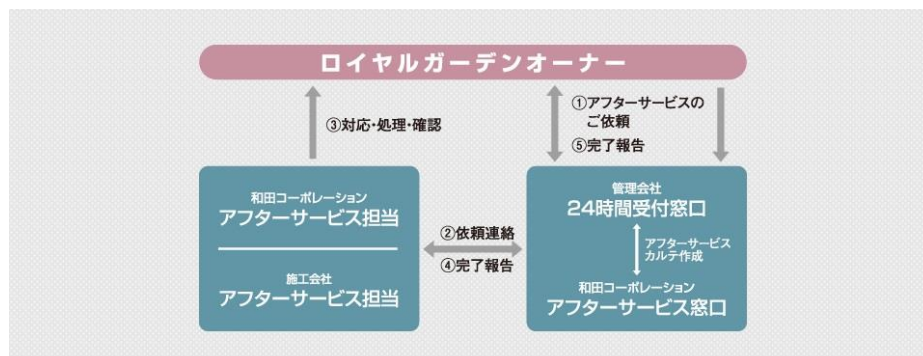 ロイヤルガーデンオーナー
③対応・処理・確認
①アフターサービスの
ご依頼
⑤完了報告
和田コーポレーション
アフターサービス担当
施工会社
アフターサービス担当
②依頼連絡
④完了報告
管理会社
24時間受付窓口
アフターサービス
カルテ作成
和田コーポレーション
アフターサービス窓口